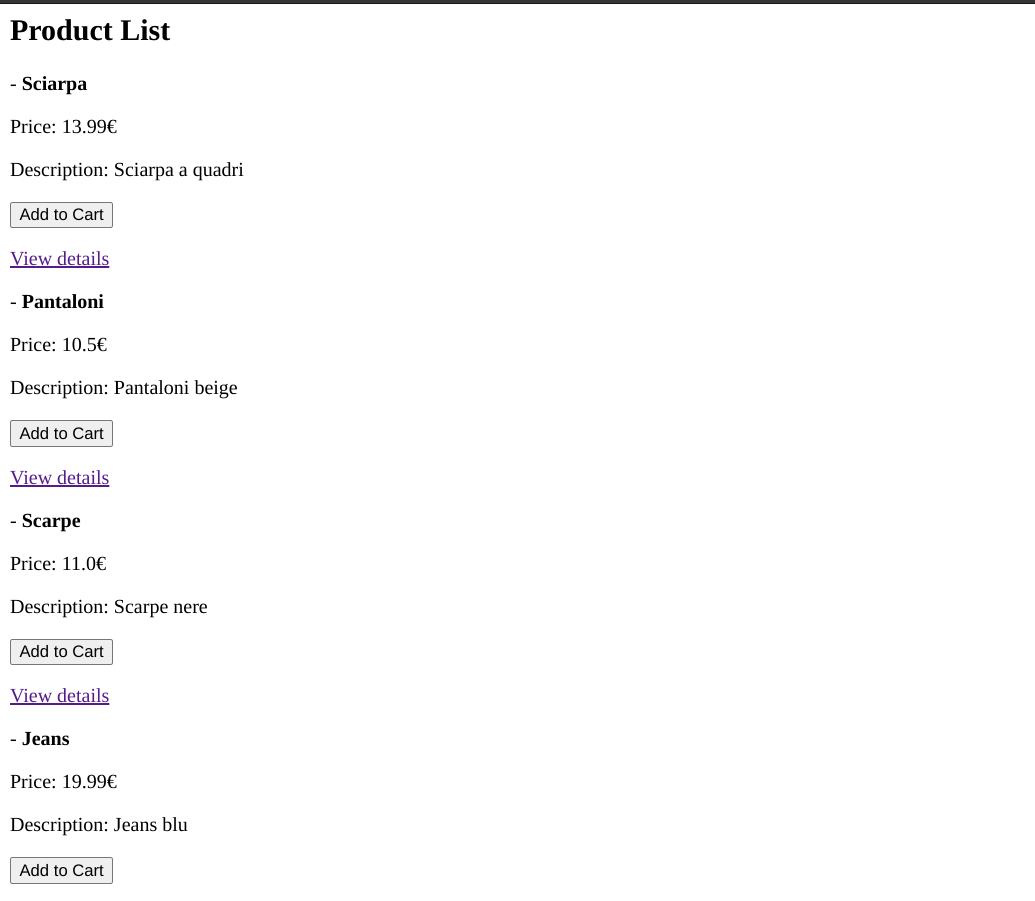 Product List
- Sciarpa
Price: 13.99€
Description: Sciarpa a quadri
Add to Cart
View details
- Pantaloni
Price: 10.5€
Description: Pantaloni beige
Add to Cart
View details
- Scarpe
Price: 11.0€
Description: Scarpe nere
Add to Cart
View details
- Jeans
Price: 19.99€
Description: Jeans blu
Add to Cart